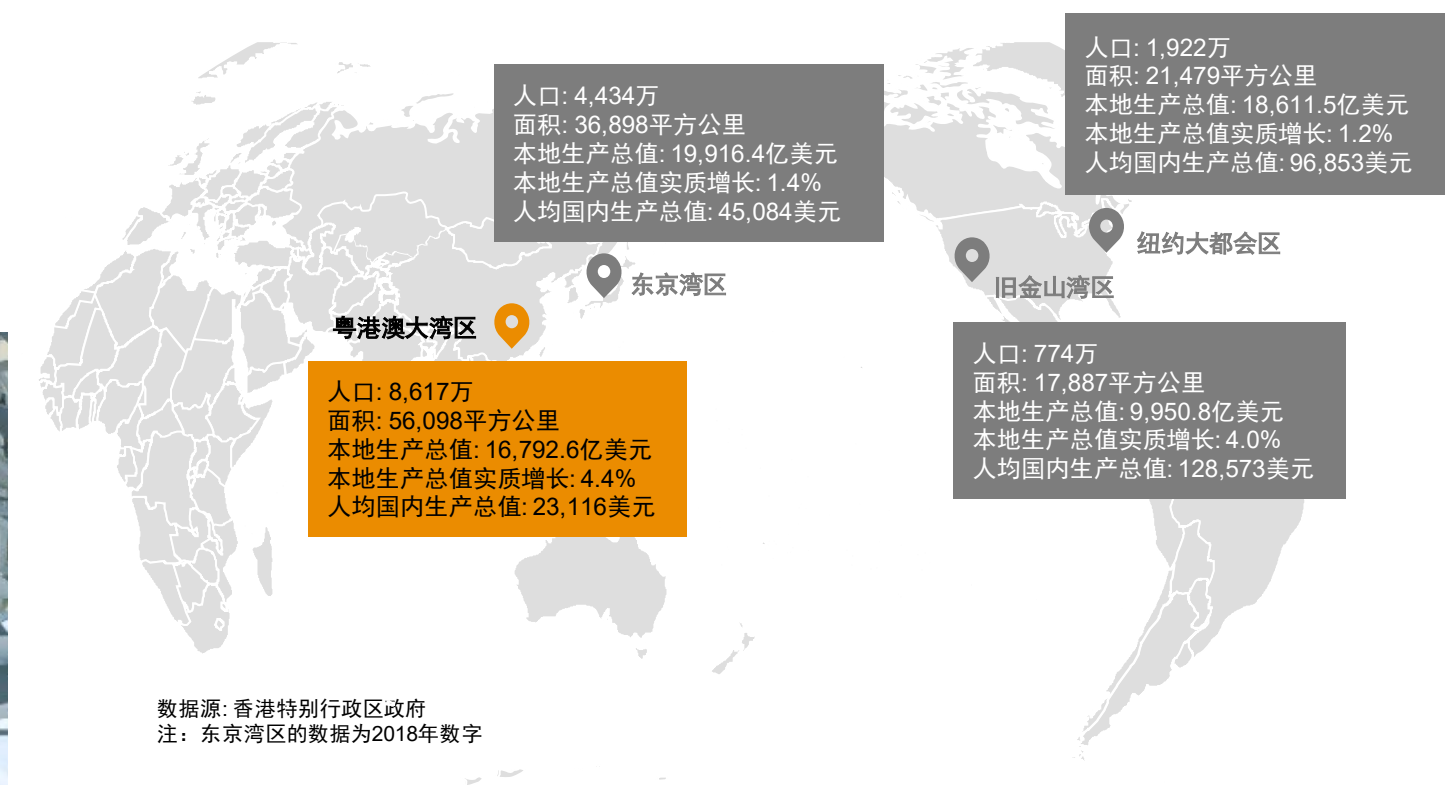 人口: 1,922万
面积: 21,479平方公里
本地生产总值: 18,611.5亿美元
本地生产总值实质增长: 1.2%
人均国内生产总值: 96,853美元
纽约大都会区
人口: 4,434万
面积: 36,898平方公里
本地生产总值: 19,916.4亿美元
本地生产总值实质增长: 1.4%
人均国内生产总值: 45,084美元
东京湾区
旧金山湾区
人口: 774万
面积: 17,887平方公里
本地生产总值: 9,950.8亿美元
本地生产总值实质增长: 4.0%
人均国内生产总值: 128,573美元
粤港澳大湾区
人口: 8,617万
面积: 56,098平方公里
本地生产总值: 16,792.6亿美元
本地生产总值实质增长: 4.4%
人均国内生产总值: 23,116美元
数据源: 香港特别行政区政府
注：东京湾区的数据为2018年数字